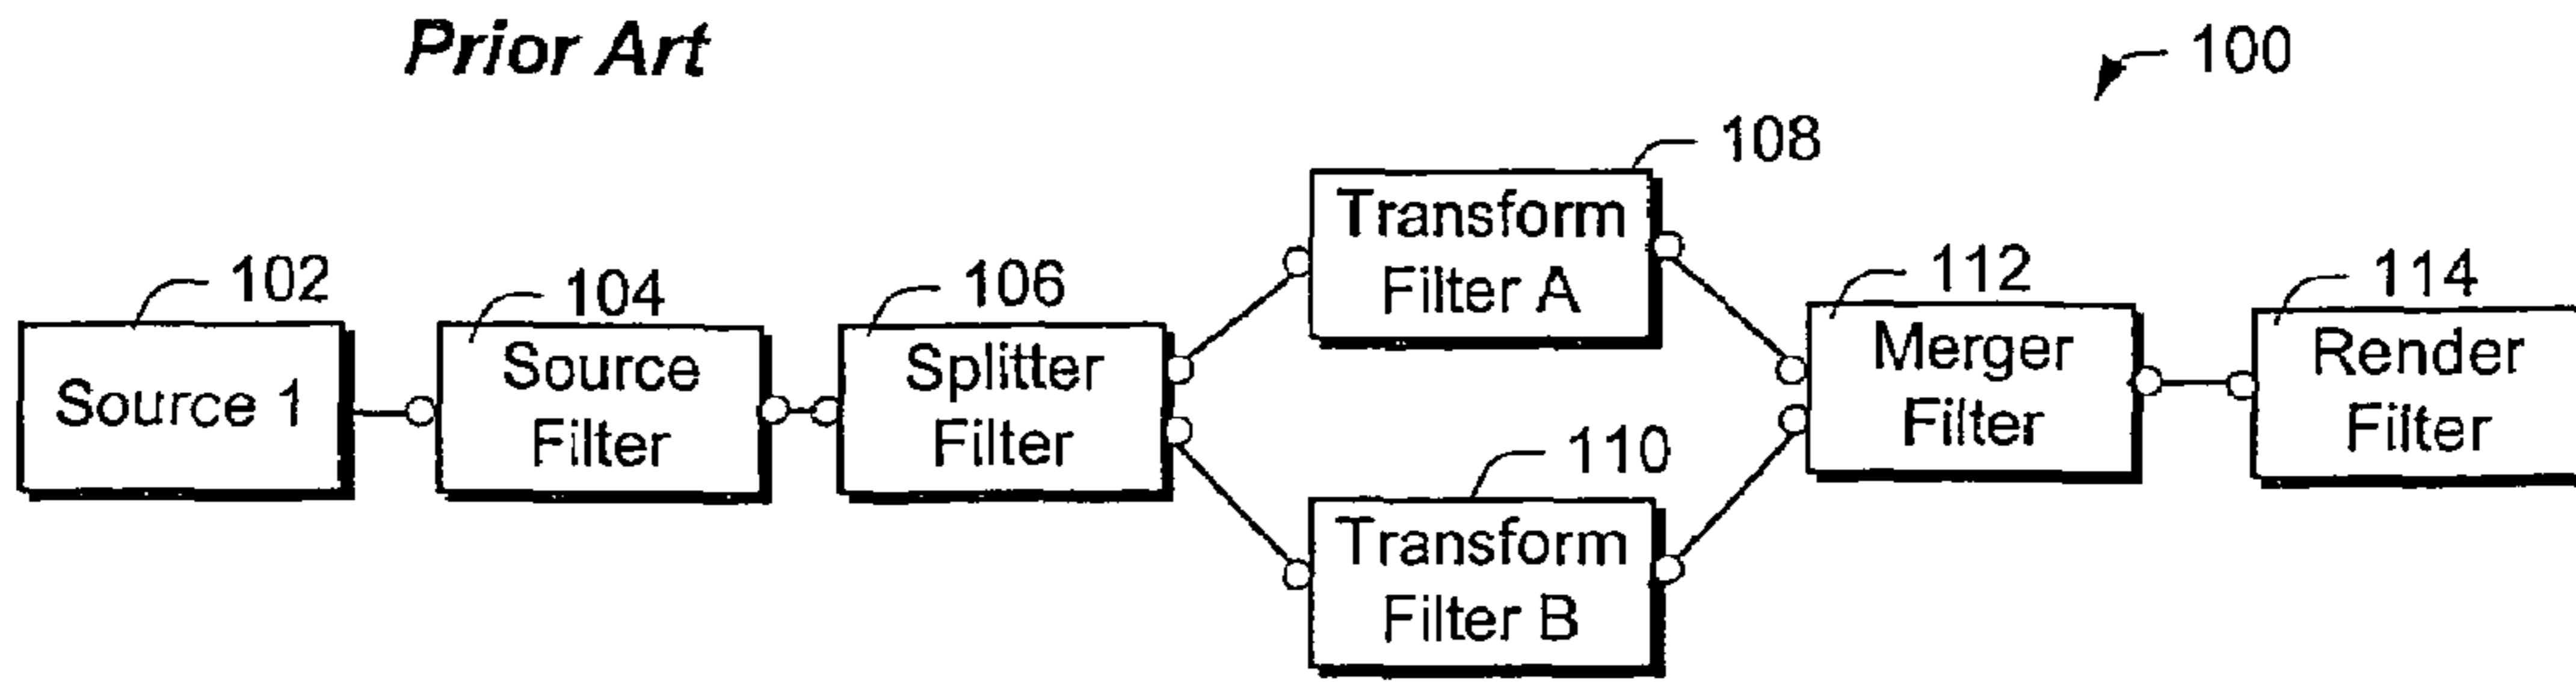 Prior Art
100
102
Source 1
104
Source
Filter
106
Splitter
Filter
108
Transform
Filter A
110
Transform
Filter B
112
Merger
Filter
114
Render
Filter